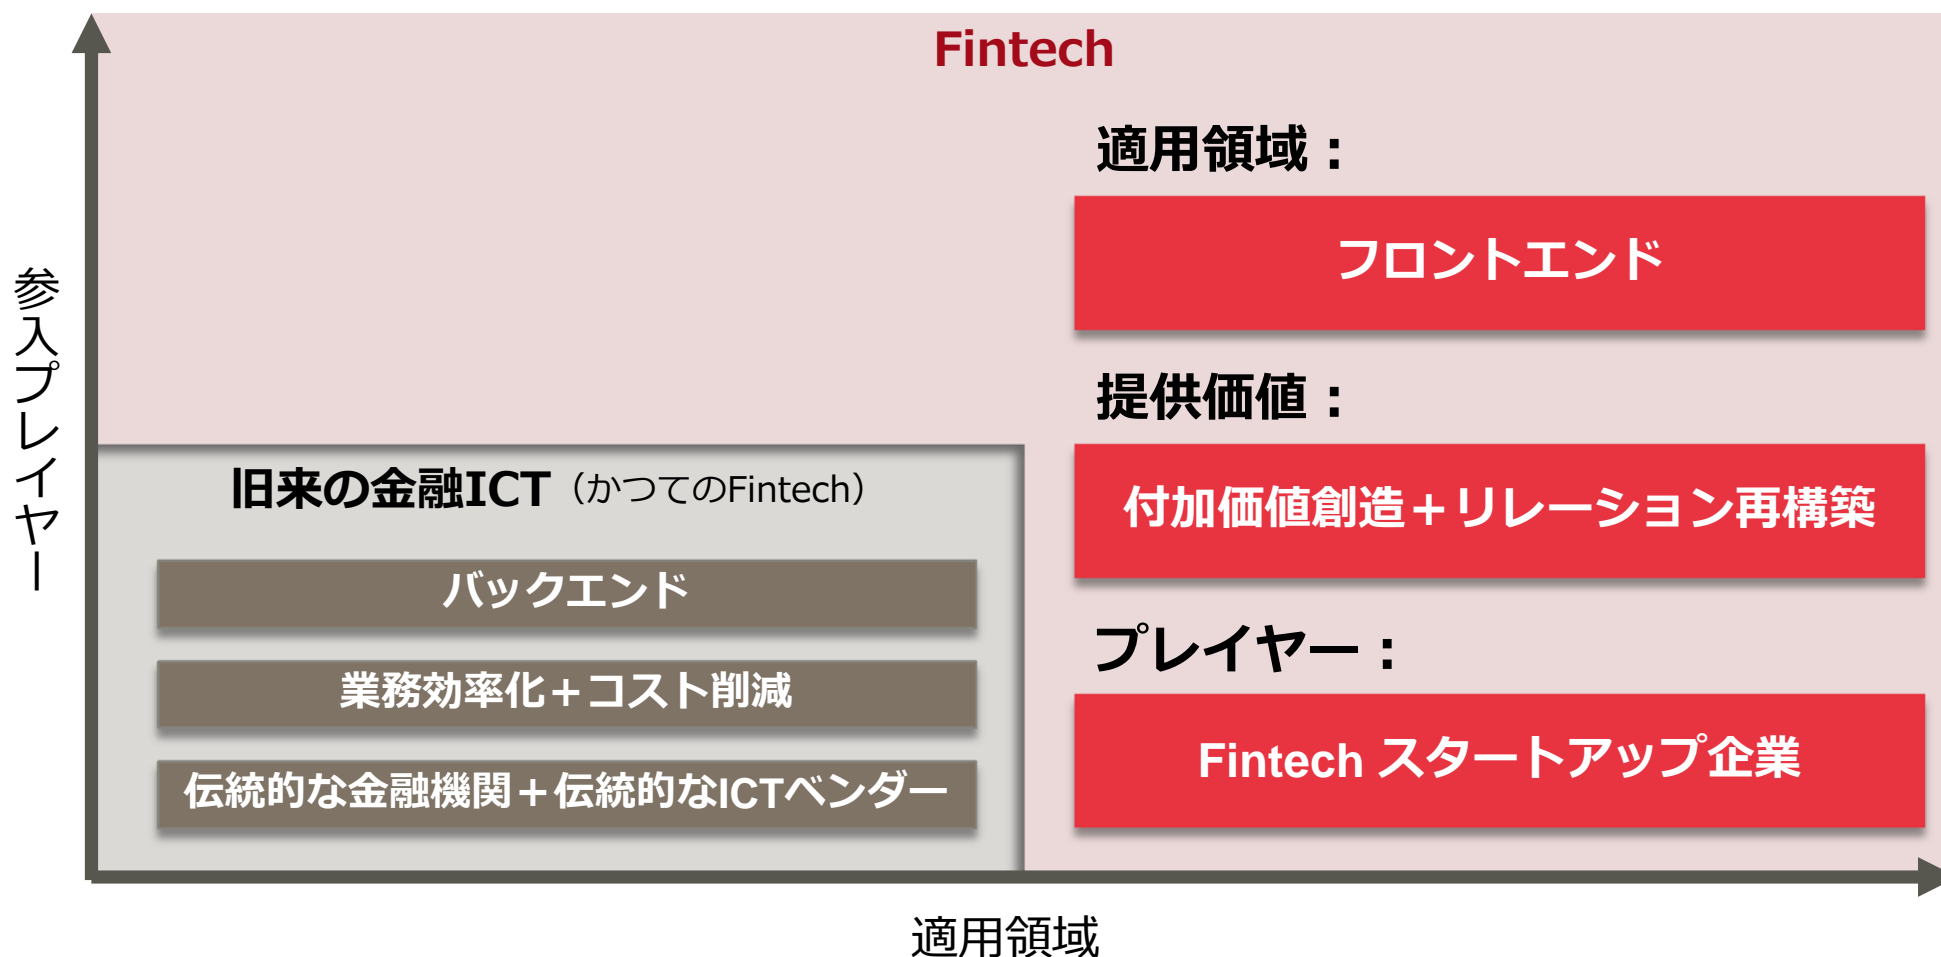 Fintech
参入プレイヤー
旧来の金融ICT（かつてのFintech）
バックエンド
業務効率化＋コスト削減
伝統的な金融機関＋伝統的なICTベンダー
適用領域：
フロントエンド
提供価値：
付加価値創造＋リレーション再構築
プレイヤー：
Fintech スタートアップ企業
適用領域